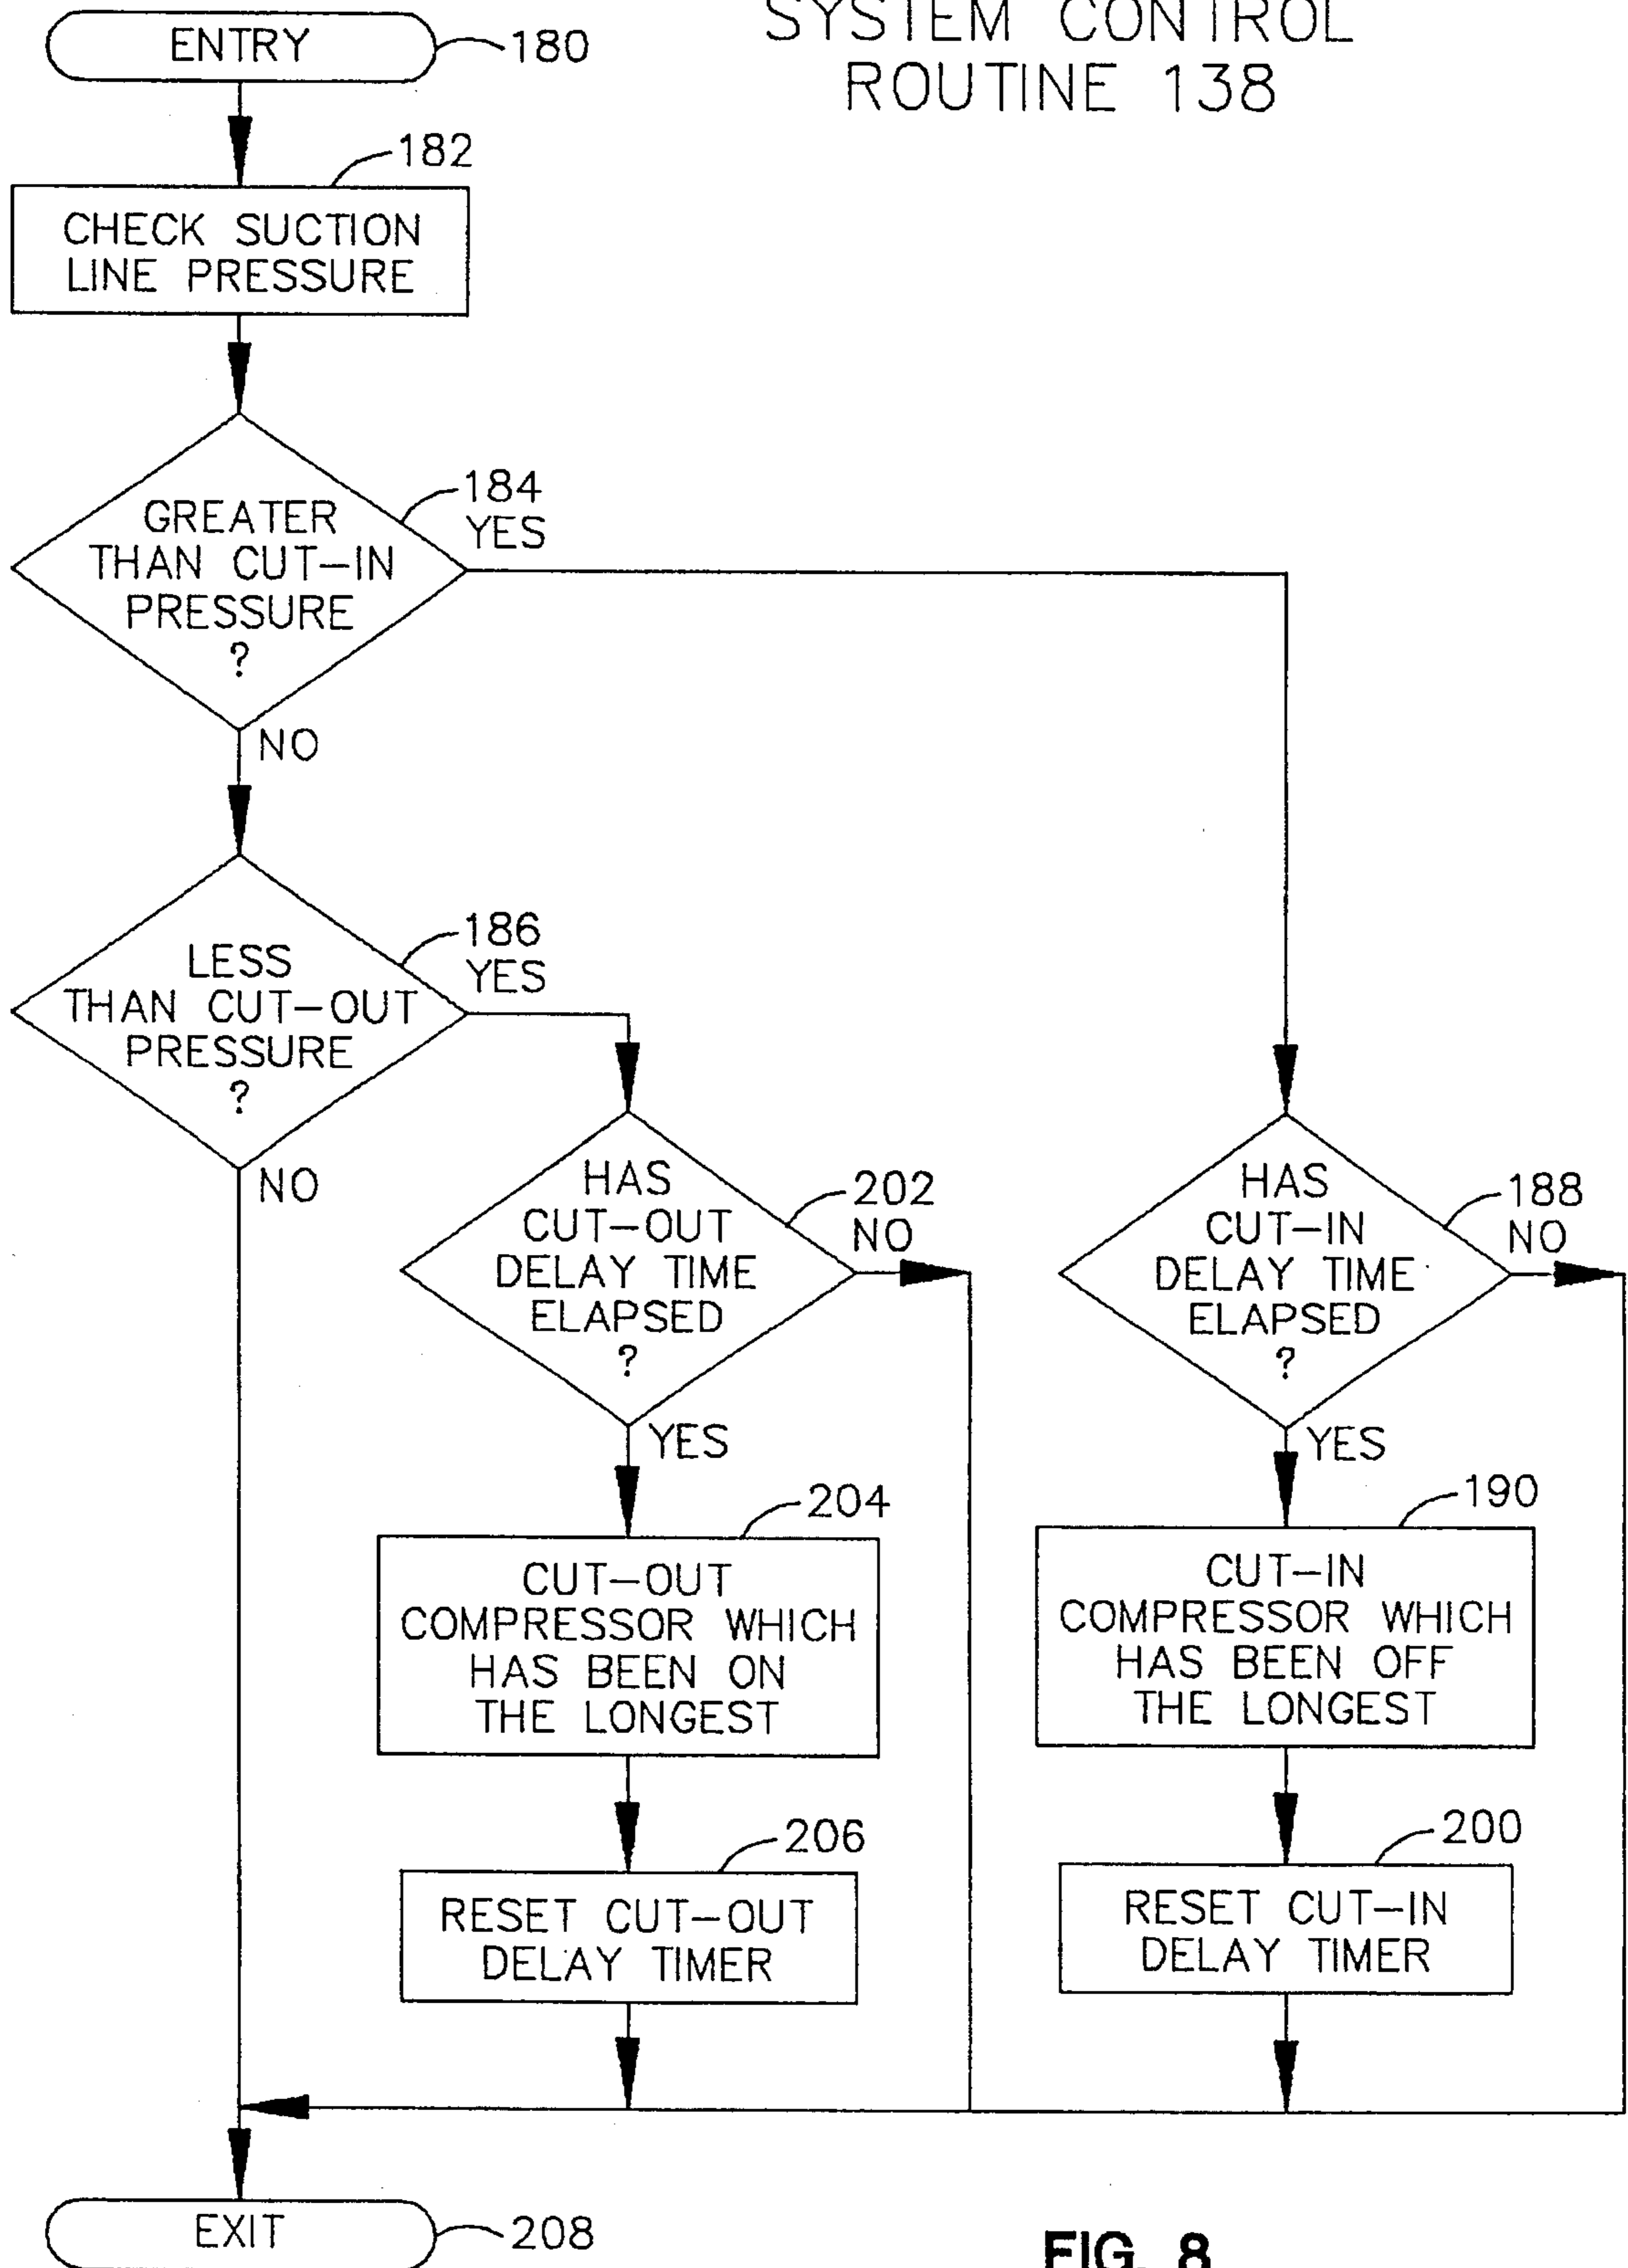 SYSTEM CONTROL
ROUTINE 138
ENTRY
180
182
CHECK SUCTION
LINE PRESSURE
184
YES
GREATER
THAN CUT-IN
PRESSURE
?
NO
186
YES
LESS
THAN CUT-OUT
PRESSURE
?
NO
HAS
CUT-OUT
DELAY TIME
ELAPSED
?
202
NO
YES
HAS
CUT-IN
DELAY TIME
ELAPSED
?
188
NO
YES
204
CUT-OUT
COMPRESSOR WHICH
HAS BEEN ON
THE LONGEST
190
CUT-IN
COMPRESSOR WHICH
HAS BEEN OFF
THE LONGEST
206
RESET CUT-OUT
DELAY TIMER
200
RESET CUT-IN
DELAY TIMER
EXIT
208
FIG. 8